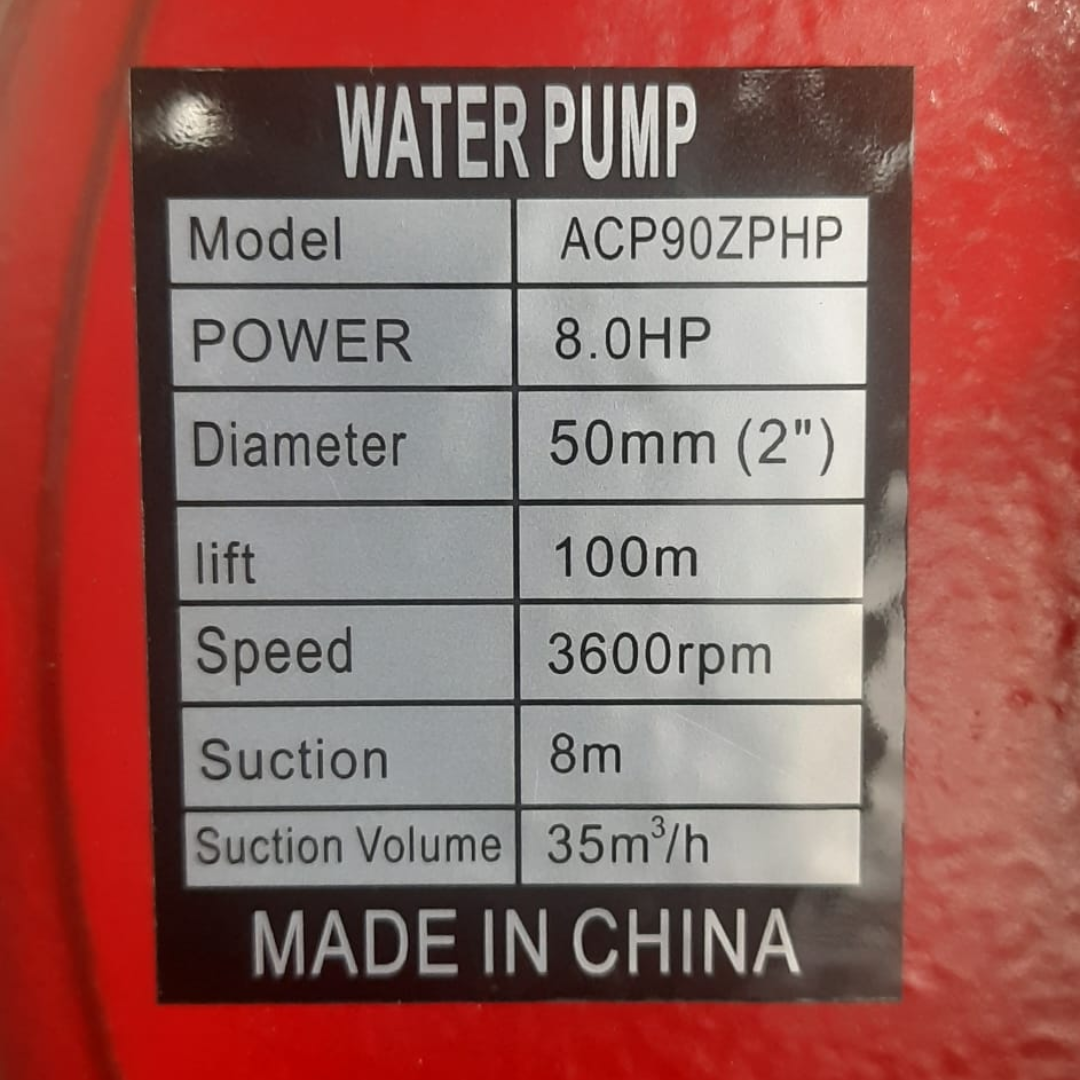 WATER PUMP
Model ACP90ZPHP
POWER 8.0HP
Diameter 50mm (2")
lift 100m
Speed 3600rpm
Suction 8m
Suction Volume 35m³/h
MADE IN CHINA